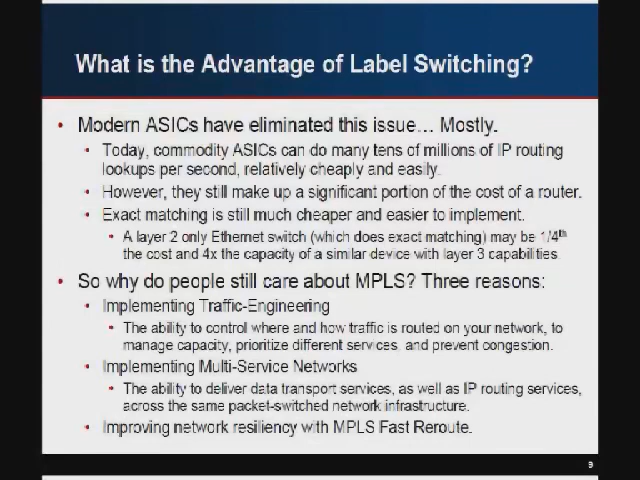 What is the Advantage of Label Switching?
• Modern ASICs have eliminated this issue… Mostly.
• Today, commodity ASICs can do many tens of millions of IP routing
lookups per second, relatively cheaply and easily.
• However, they still make up a significant portion of the cost of a router.
• Exact matching is still much cheaper and easier to implement.
• A layer 2 only Ethernet switch (which does exact matching) may be 1/4th
the cost and 4x the capacity of a similar device with layer 3 capabilities.
• So why do people still care about MPLS? Three reasons:
• Implementing Traffic-Engineering
• The ability to control where and how traffic is routed on your network, to
manage capacity, prioritize different services, and prevent congestion.
• Implementing Multi-Service Networks
• The ability to deliver data transport services, as well as IP routing services,
across the same packet-switched network infrastructure.
• Improving network resiliency with MPLS Fast Reroute.
9